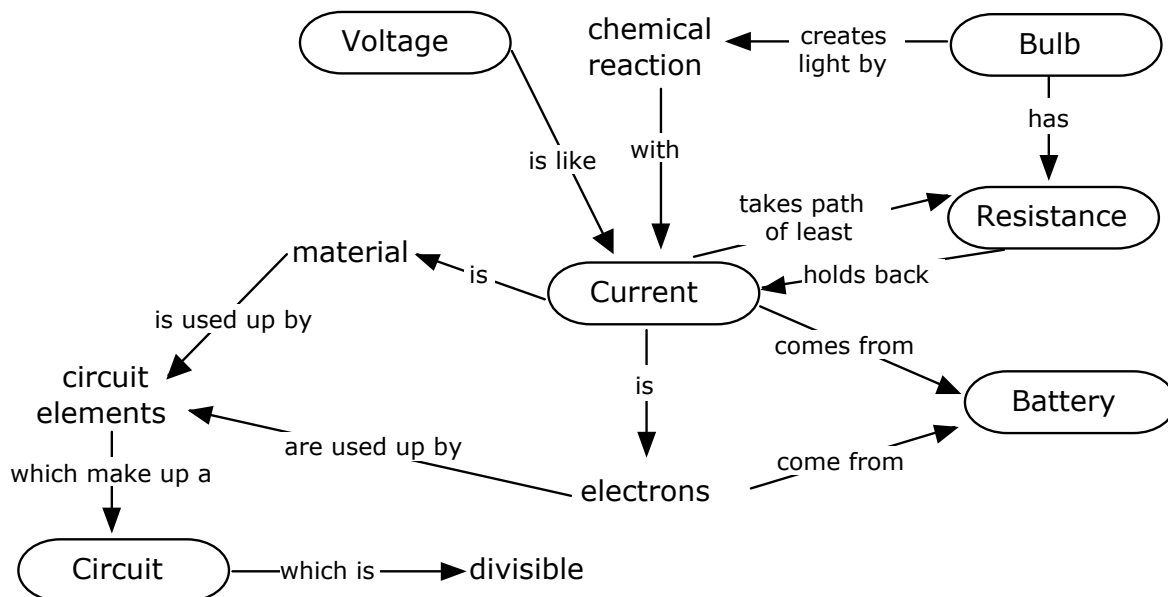 Voltage
chemical
reaction
creates
light by
Bulb
has
is like
with
takes path
of least
Resistance
material
is
Current
holds back
is used up by
comes from
circuit
elements
is
Battery
are used up by
come from
which make up a
electrons
Circuit
which is
divisible